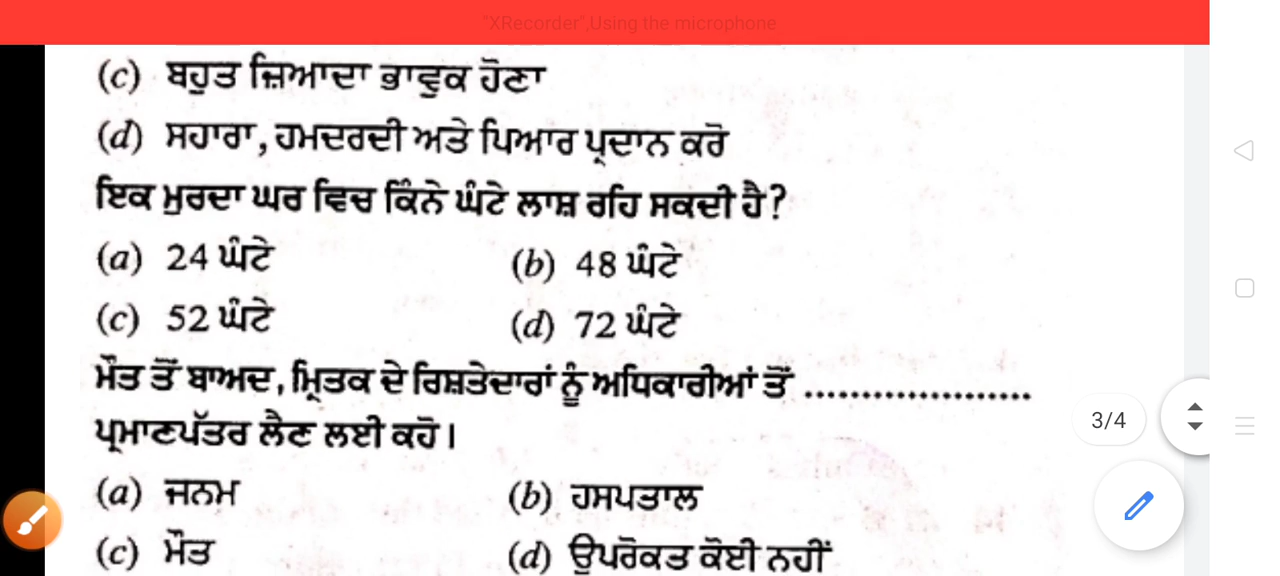 "XRecorder",Using the microphone
(c) ਬਹੁਤ ਜ਼ਿਆਦਾ ਭਾਵੁਕ ਹੋਣਾ
(d) ਸਹਾਰਾ, ਹਮਦਰਦੀ ਅਤੇ ਪਿਆਰ ਪ੍ਰਦਾਨ ਕਰੋ
ਇਕ ਮੁਰਦਾ ਘਰ ਵਿਚ ਕਿੰਨੇ ਘੰਟੇ ਲਾਸ਼ ਰਹਿ ਸਕਦੀ ਹੈ?
(a) 24 ਘੰਟੇ (b) 48 ਘੰਟੇ
(c) 52 ਘੰਟੇ (d) 72 ਘੰਟੇ
ਮੌਤ ਤੋਂ ਬਾਅਦ, ਮ੍ਰਿਤਕ ਦੇ ਰਿਸ਼ਤੇਦਾਰਾਂ ਨੂੰ ਅਧਿਕਾਰੀਆਂ ਤੋਂ .....................
ਪ੍ਰਮਾਣਪੱਤਰ ਲੈਣ ਲਈ ਕਹੋ।
3/4
(a) ਜਨਮ (b) ਹਸਪਤਾਲ
(c) ਮੌਤ (d) ਉਪਰੋਕਤ ਕੋਈ ਨਹੀਂ